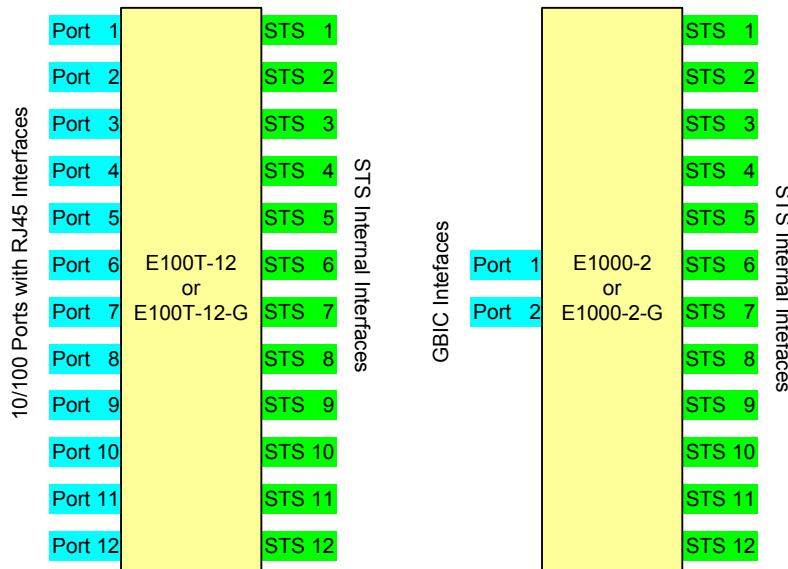 10/100 Ports with RJ45 Interfaces
Port 1
Port 2
Port 3
Port 4
Port 5
Port 6
Port 7
Port 8
Port 9
Port 10
Port 11
Port 12
E100T-12
or
E100T-12-G
STS 1
STS 2
STS 3
STS 4
STS 5
STS 6
STS 7
STS 8
STS 9
STS 10
STS 11
STS 12
STS Internal Interfaces
GBIC Intefaces
Port 1
Port 2
E1000-2
or
E1000-2-G
STS 1
STS 2
STS 3
STS 4
STS 5
STS 6
STS 7
STS 8
STS 9
STS 10
STS 11
STS 12
STS Internal Interfaces